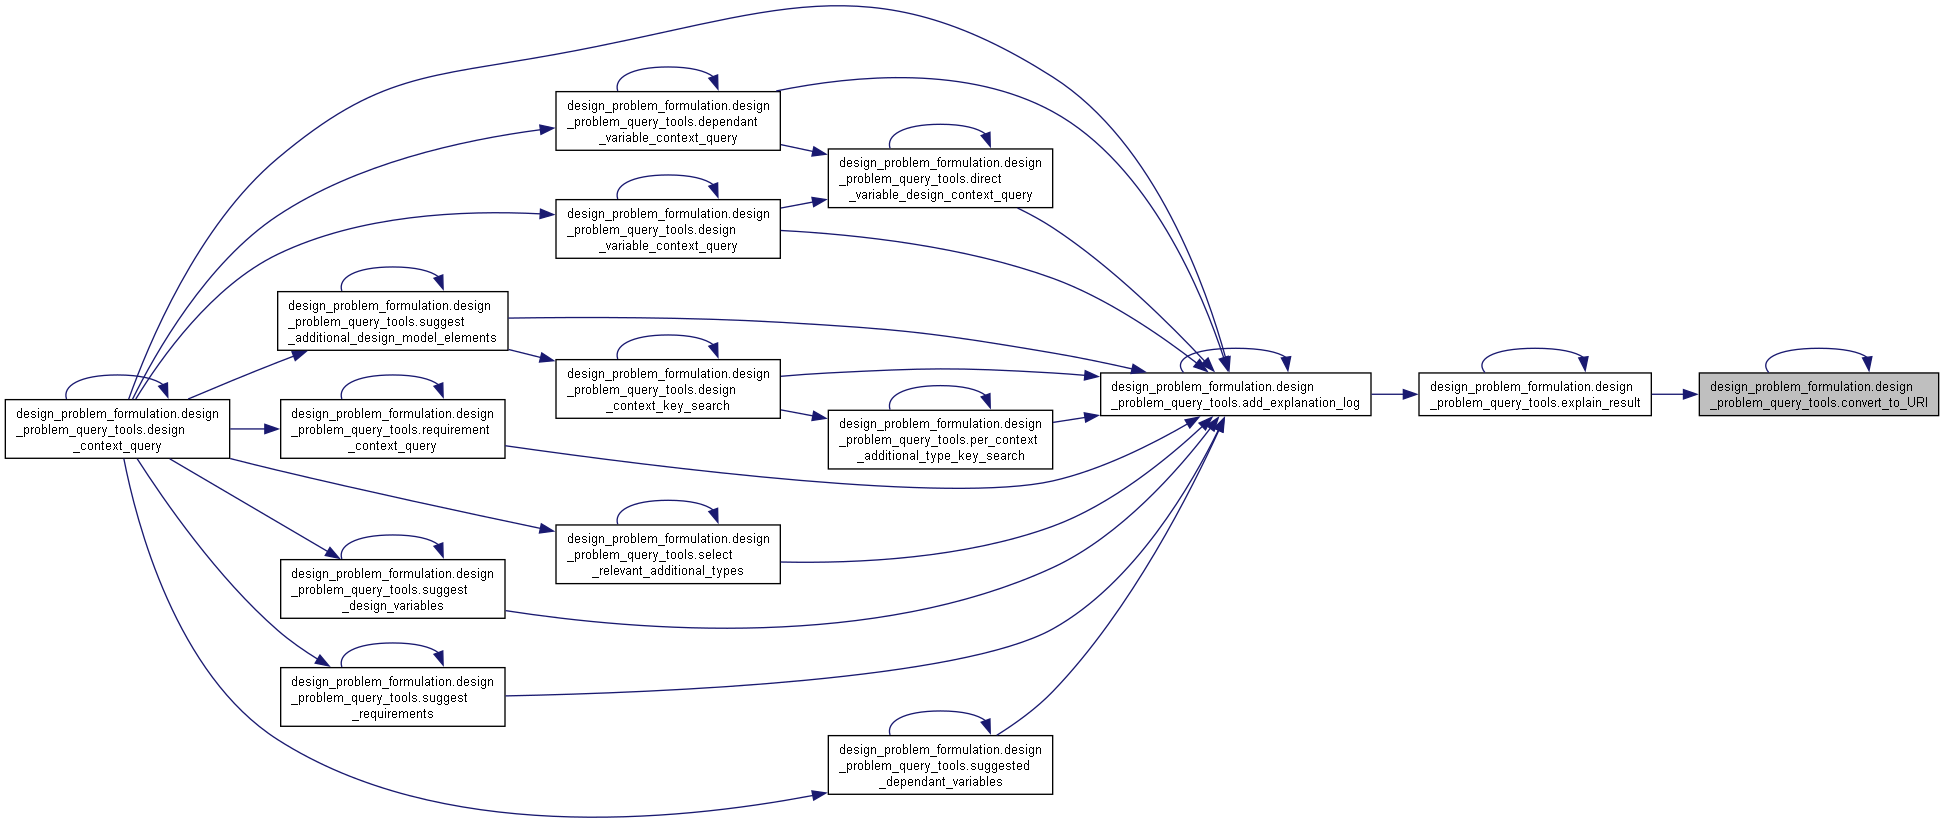 design_problem_formulation.design
_problem_query_tools.dependant
_variable_context_query
design_problem_formulation.design
_problem_query_tools.direct
_variable_design_context_query
design_problem_formulation.design
_problem_query_tools.design
_variable_context_query
design_problem_formulation.design
_problem_query_tools.suggest
_additional_design_model_elements
design_problem_formulation.design
_problem_query_tools.design
_context_key_search
design_problem_formulation.design
_problem_query_tools.design
_context_query
design_problem_formulation.design
_problem_query_tools.requirement
_context_query
design_problem_formulation.design
_problem_query_tools.per_context
_additional_type_key_search
design_problem_formulation.design
_problem_query_tools.add_explanation_log
design_problem_formulation.design
_problem_query_tools.explain_result
design_problem_formulation.design
_problem_query_tools.convert_to_URI
design_problem_formulation.design
_problem_query_tools.select
_relevant_additional_types
design_problem_formulation.design
_problem_query_tools.suggest
_design_variables
design_problem_formulation.design
_problem_query_tools.suggest
_requirements
design_problem_formulation.design
_problem_query_tools.suggested
_dependant_variables